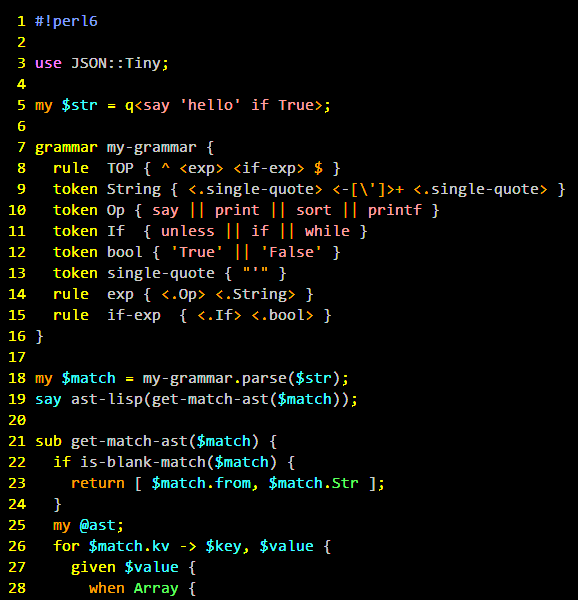 1 #!perl6
2
3 use JSON::Tiny;
4
5 my $str = q<say 'hello' if True>;
6
7 grammar my-grammar {
8   rule  TOP { ^ <exp> <if-exp> $ }
9   token String { <.single-quote> <-[\']>+ <.single-quote> }
10   token Op { say || print || sort || printf }
11   token If  { unless || if || while }
12   token bool { 'True' || 'False' }
13   token single-quote { "'" }
14   rule  exp { <.Op> <.String> }
15   rule  if-exp  { <.If> <.bool> }
16 }
17
18 my $match = my-grammar.parse($str);
19 say ast-lisp(get-match-ast($match));
20
21 sub get-match-ast($match) {
22   if is-blank-match($match) {
23     return [ $match.from, $match.Str ];
24   }
25   my @ast;
26   for $match.kv -> $key, $value {
27     given $value {
28       when Array {